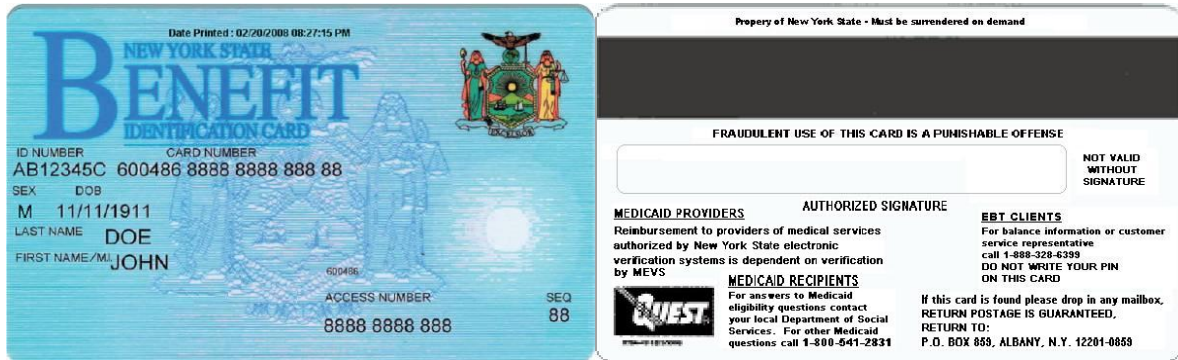 Date Printed : 02/20/2008 08:27:15 PM
NEW YORK STATE
BENEFIT
IDENTIFICATION CARD
ID NUMBER CARD NUMBER
AB12345C 600486 8888 8888 888 88
SEX DOB
M 11/11/1911
LAST NAME DOE
FIRST NAME/M.I. JOHN
600486
ACCESS NUMBER SEQ
8888 8888 888 88
Propery of New York State - Must be surrendered on demand
FRAUDULENT USE OF THIS CARD IS A PUNISHABLE OFFENSE
NOT VALID
WITHOUT
SIGNATURE
AUTHORIZED SIGNATURE
MEDICAID PROVIDERS
Reimbursement to providers of medical services
authorized by New York State electronic
verification systems is dependent on verification
by MEVS
MEDICAID RECIPIENTS
For answers to Medicaid
eligibility questions contact
your local Department of Social
Services. For other Medicaid
questions call 1-800-541-2831
QUEST
EBT CLIENTS
For balance information or customer
service representative
call 1-888-328-6399
DO NOT WRITE YOUR PIN
ON THIS CARD
If this card is found please drop in any mailbox,
RETURN POSTAGE IS GUARANTEED,
RETURN TO:
P.O. BOX 859, ALBANY, N.Y. 12201-0859